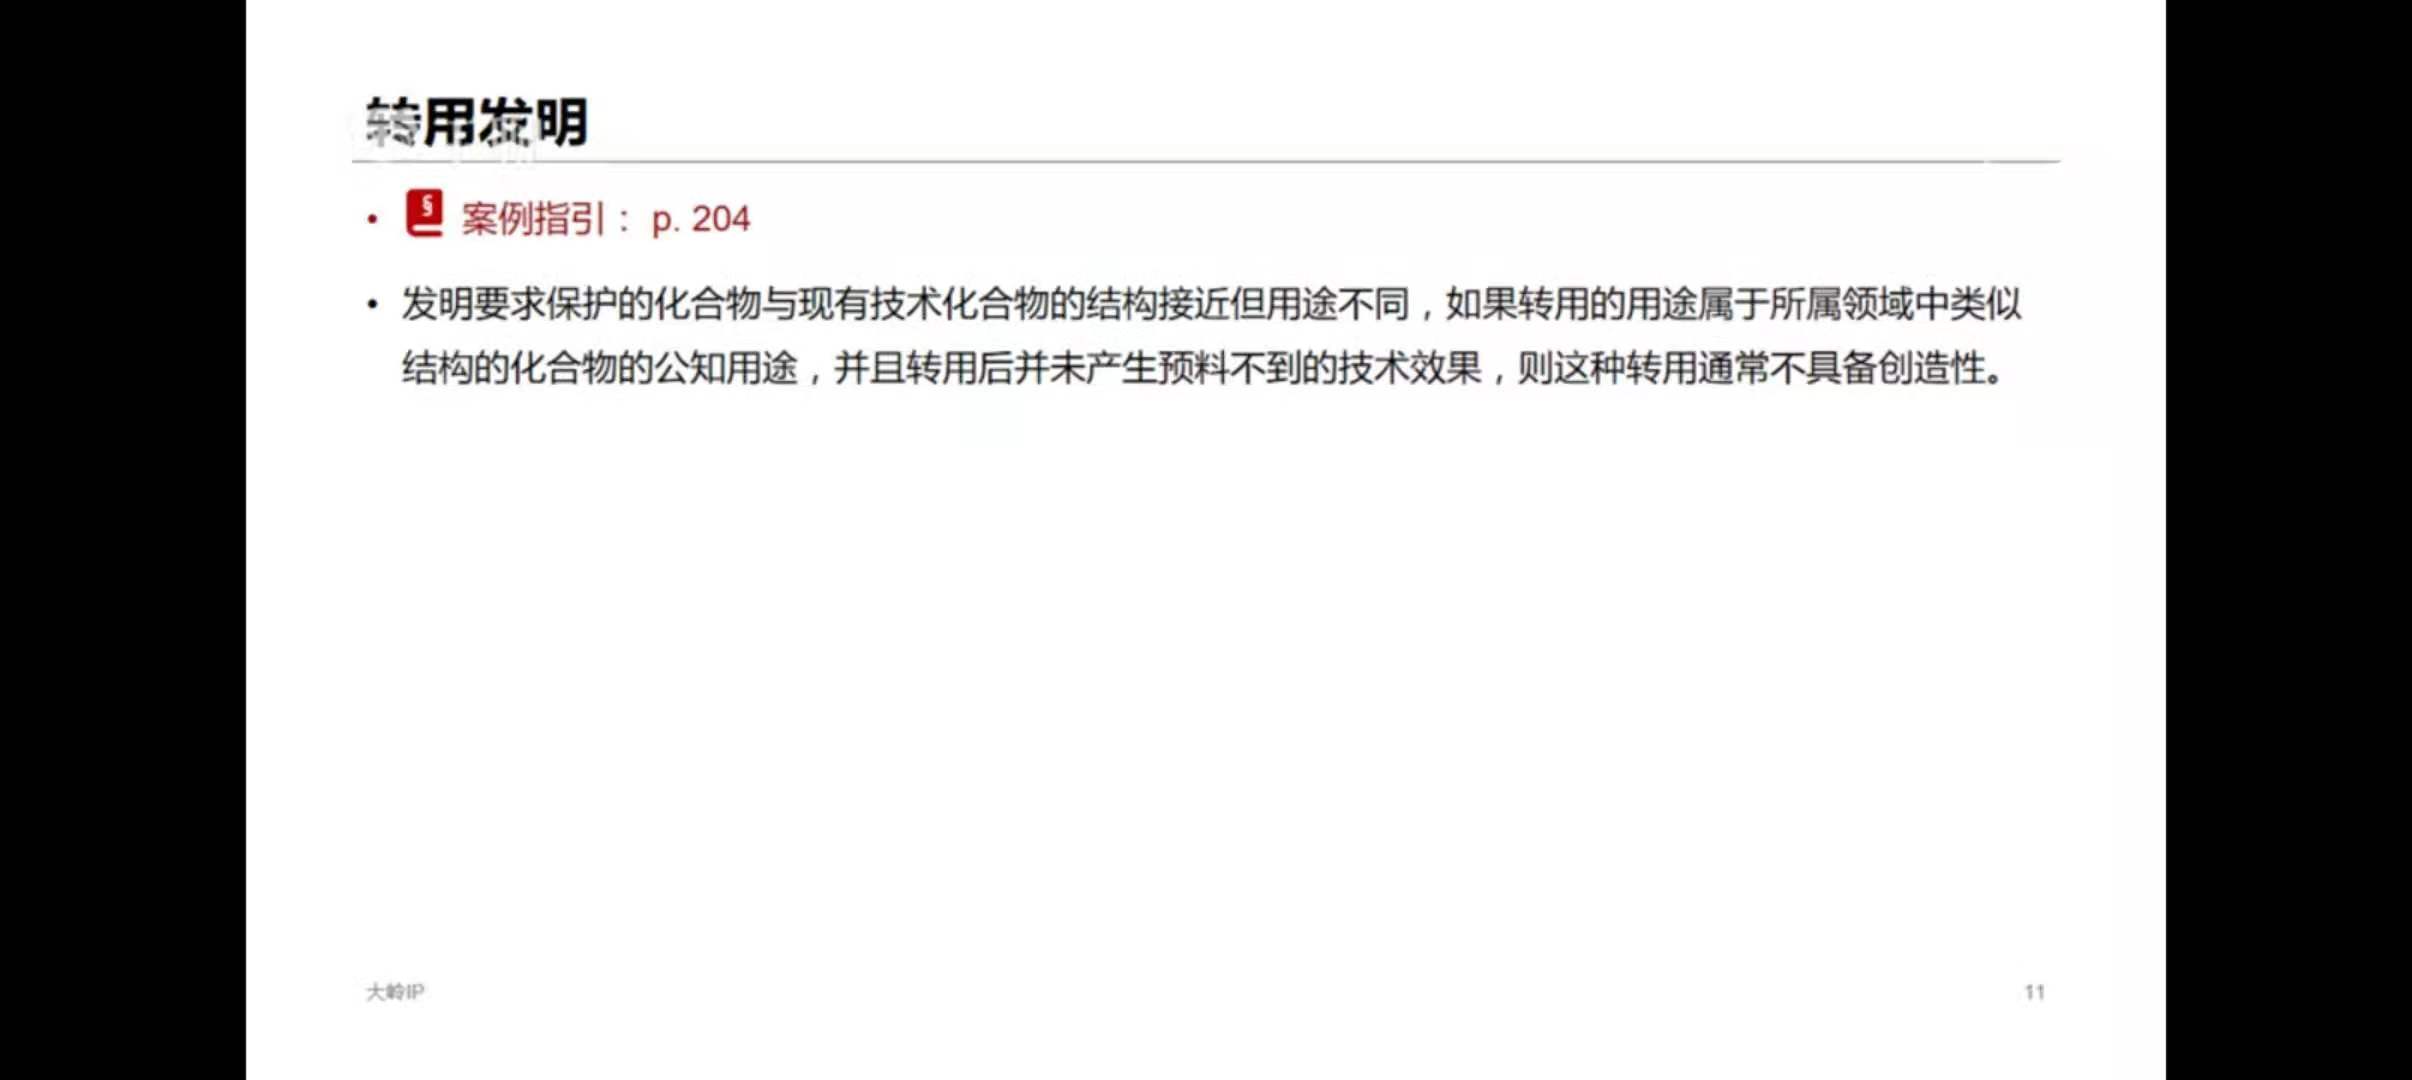 转用发明
• § 案例指引： p. 204
• 发明要求保护的化合物与现有技术化合物的结构接近但用途不同，如果转用的用途属于所属领域中类似
结构的化合物的公知用途，并且转用后并未产生预料不到的技术效果，则这种转用通常不具备创造性。
大岭IP
11